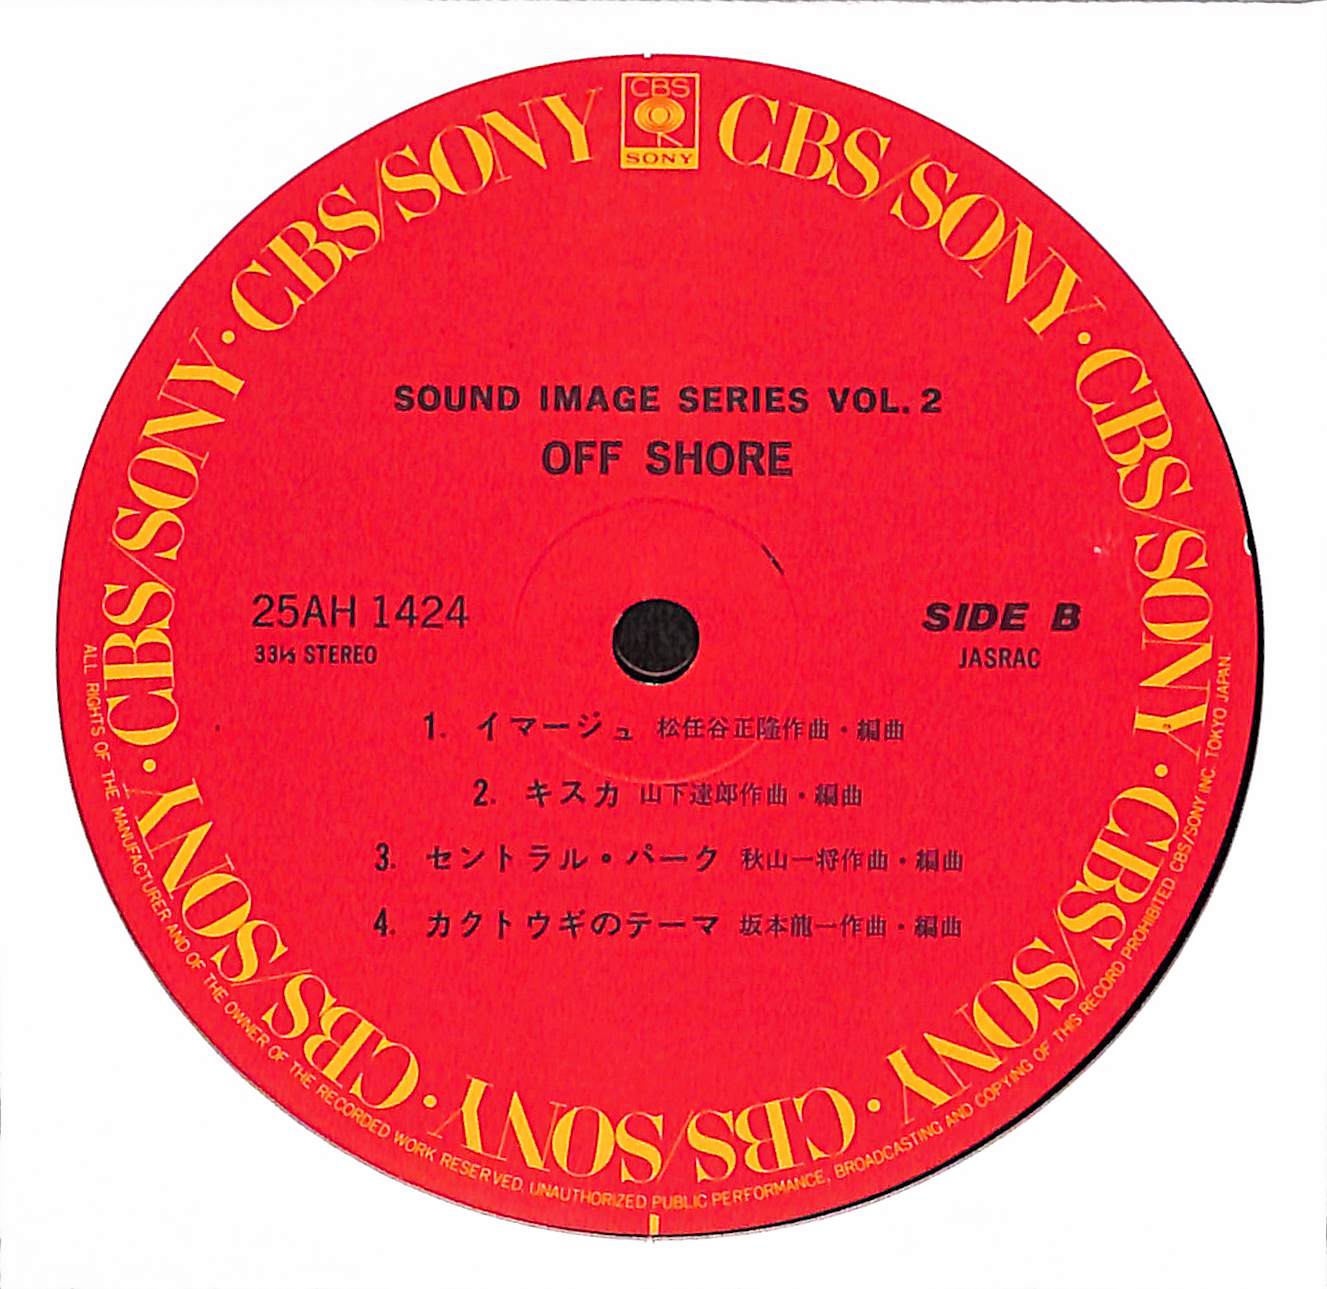 CBS
SONY
CBS/SONY · CBS/SONY · CBS/SONY · CBS/SONY · CBS/SONY · CBS/SONY · CBS/SONY
SOUND IMAGE SERIES VOL. 2
OFF SHORE
25AH 1424
33⅓ STEREO
SIDE B
JASRAC
1. イマージュ 松任谷正隆作曲・編曲
2. キスカ 山下達郎作曲・編曲
3. セントラル・パーク 秋山一将作曲・編曲
4. カクトウギのテーマ 坂本龍一作曲・編曲
ALL RIGHTS OF THE MANUFACTURER AND OF THE OWNER OF THE RECORDED WORK RESERVED. UNAUTHORIZED PUBLIC PERFORMANCE, BROADCASTING AND COPYING OF THIS RECORD PROHIBITED CBS/SONY INC. TOKYO JAPAN.